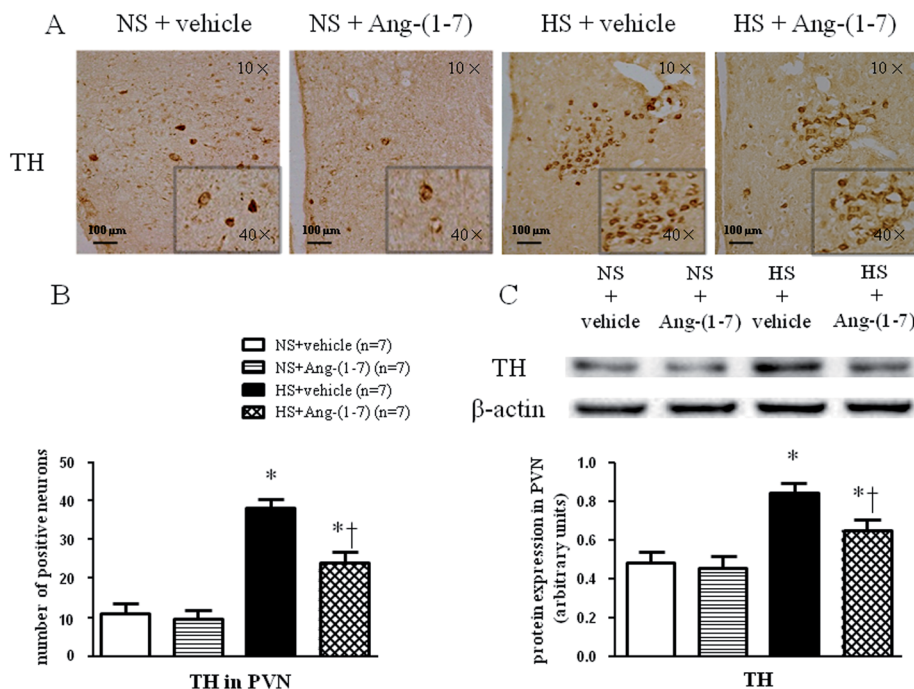 A
NS + vehicle
NS + Ang-(1-7)
HS + vehicle
HS + Ang-(1-7)
TH
10×
10×
10×
10×
100 μm
40×
100 μm
40×
100 μm
40×
100 μm
40×
B
NS+vehicle (n=7)
NS+Ang-(1-7) (n=7)
HS+vehicle (n=7)
HS+Ang-(1-7) (n=7)
number of positive neurons
50
40
30
20
10
0
*
*†
TH in PVN
C
NS + vehicle
NS + Ang-(1-7)
HS + vehicle
HS + Ang-(1-7)
TH
β-actin
protein expression in PVN
(arbitrary units)
1.0
0.8
0.6
0.4
0.2
0.0
*
*†
TH